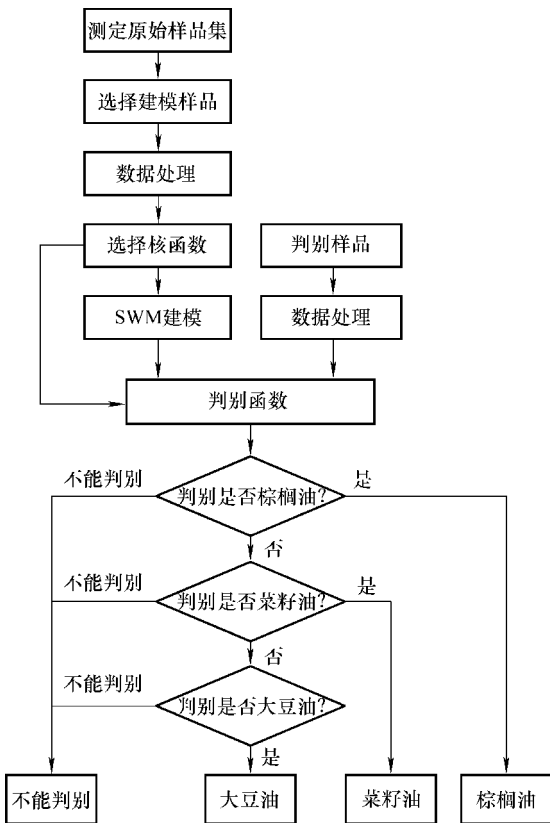 测定原始样品集
选择建模样品
数据处理
选择核函数
判别样品
SWM建模
数据处理
判别函数
不能判别
判别是否棕榈油?
是
否
不能判别
判别是否菜籽油?
是
否
不能判别
判别是否大豆油?
是
不能判别
大豆油
菜籽油
棕榈油